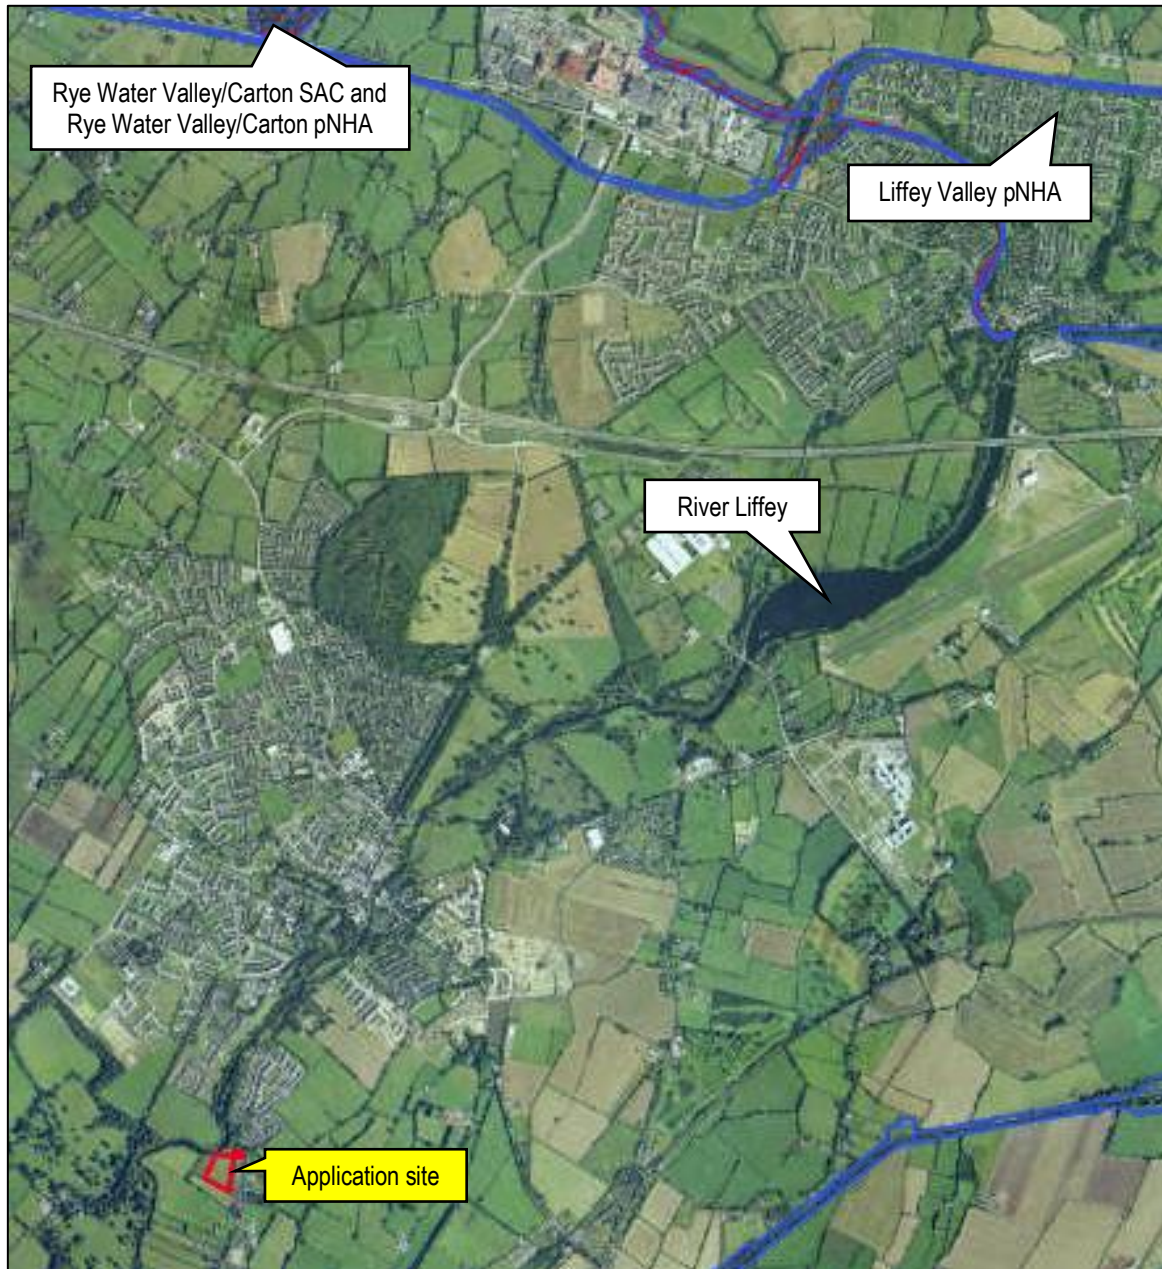 Rye Water Valley/Carton SAC and
Rye Water Valley/Carton pNHA
Liffey Valley pNHA
River Liffey
Application site